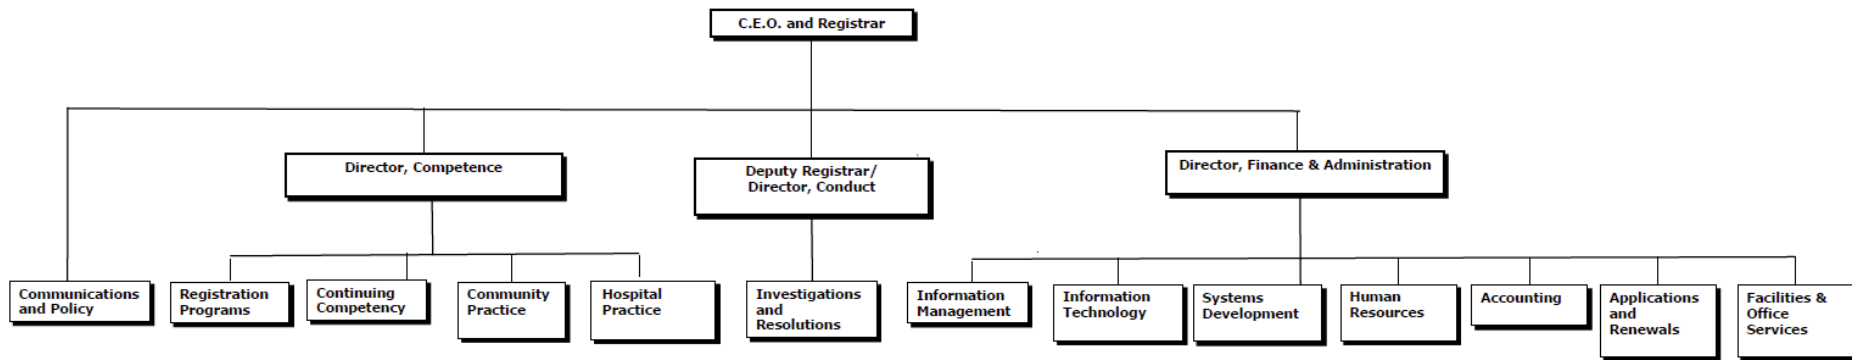 C.E.O. and Registrar
Director, Competence
Deputy Registrar/
Director, Conduct
Director, Finance & Administration
Communications
and Policy
Registration
Programs
Continuing
Competency
Community
Practice
Hospital
Practice
Investigations
and
Resolutions
Information
Management
Information
Technology
Systems
Development
Human
Resources
Accounting
Applications
and
Renewals
Facilities &
Office
Services